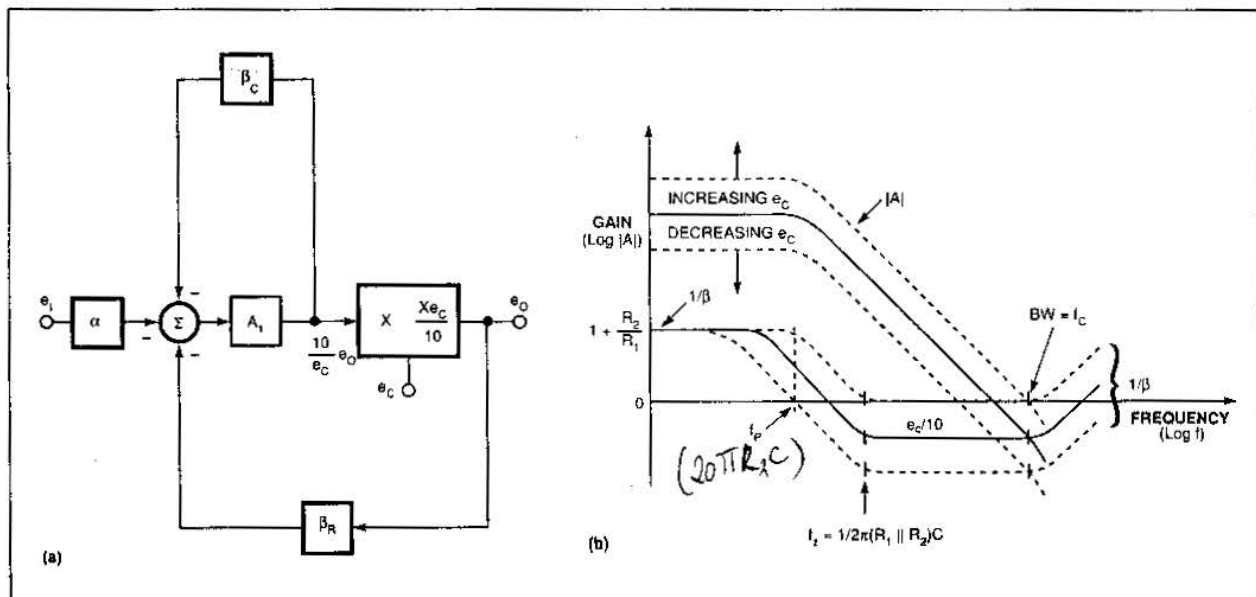 β_C
e_i
α
–
–
Σ
–
A_1
10/e_C e_O
X Xe_C/10
e_O
e_C
β_R
(a)
GAIN
(Log |A|)
INCREASING e_C
DECREASING e_C
|A|
1/β
1 + R_2/R_1
0
BW = f_C
1/β
e_C/10
FREQUENCY
(Log f)
f_P
(20πR_2C)
f_z = 1/2π(R_1 || R_2)C
(b)